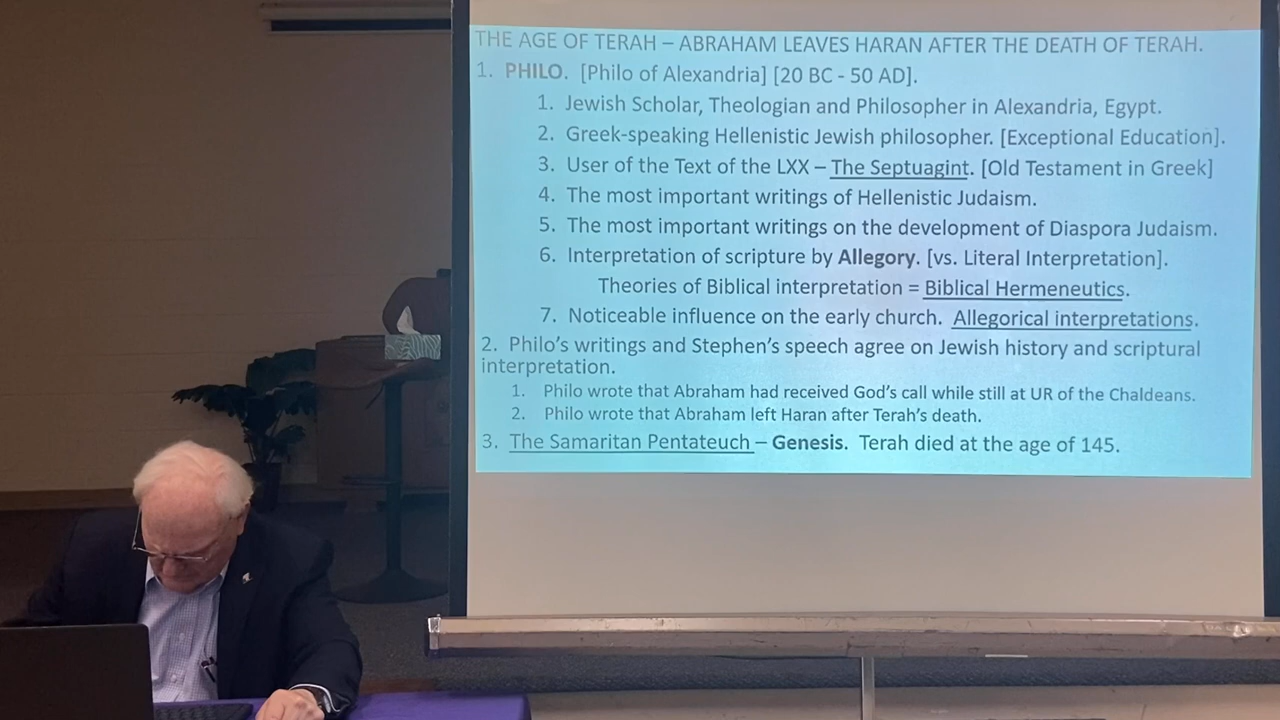 THE AGE OF TERAH – ABRAHAM LEAVES HARAN AFTER THE DEATH OF TERAH.
1. PHILO. [Philo of Alexandria] [20 BC - 50 AD].
1. Jewish Scholar, Theologian and Philosopher in Alexandria, Egypt.
2. Greek-speaking Hellenistic Jewish philosopher. [Exceptional Education].
3. User of the Text of the LXX – The Septuagint. [Old Testament in Greek]
4. The most important writings of Hellenistic Judaism.
5. The most important writings on the development of Diaspora Judaism.
6. Interpretation of scripture by Allegory. [vs. Literal Interpretation].
Theories of Biblical interpretation = Biblical Hermeneutics.
7. Noticeable influence on the early church. Allegorical interpretations.
2. Philo’s writings and Stephen’s speech agree on Jewish history and scriptural
interpretation.
1. Philo wrote that Abraham had received God’s call while still at UR of the Chaldeans.
2. Philo wrote that Abraham left Haran after Terah’s death.
3. The Samaritan Pentateuch – Genesis. Terah died at the age of 145.